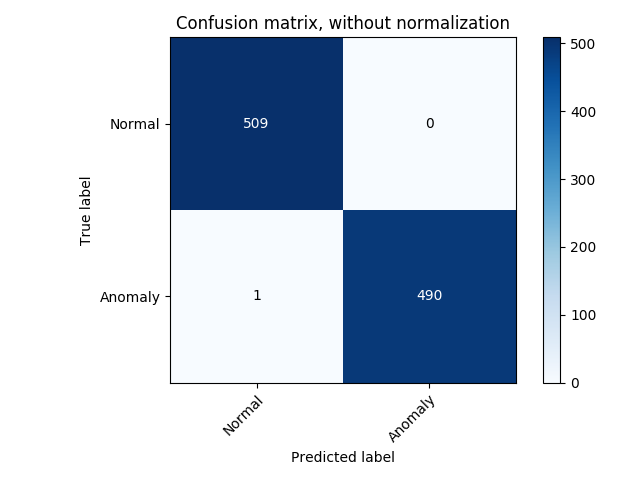 Confusion matrix, without normalization
Normal
509
0
True label
Anomaly
1
490
Normal
Anomaly
Predicted label
500
400
300
200
100
0